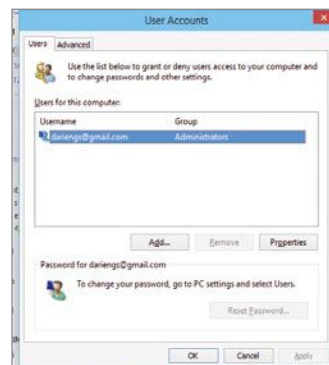 User Accounts
Users Advanced
Use the list below to grant or deny users access to your computer and
to change passwords and other settings.
Users for this computer:
Username Group
dariengs@gmail.com Administrators
Add... Remove Properties
Password for dariengs@gmail.com
To change your password, go to PC settings and select Users.
Reset Password...
OK Cancel Apply